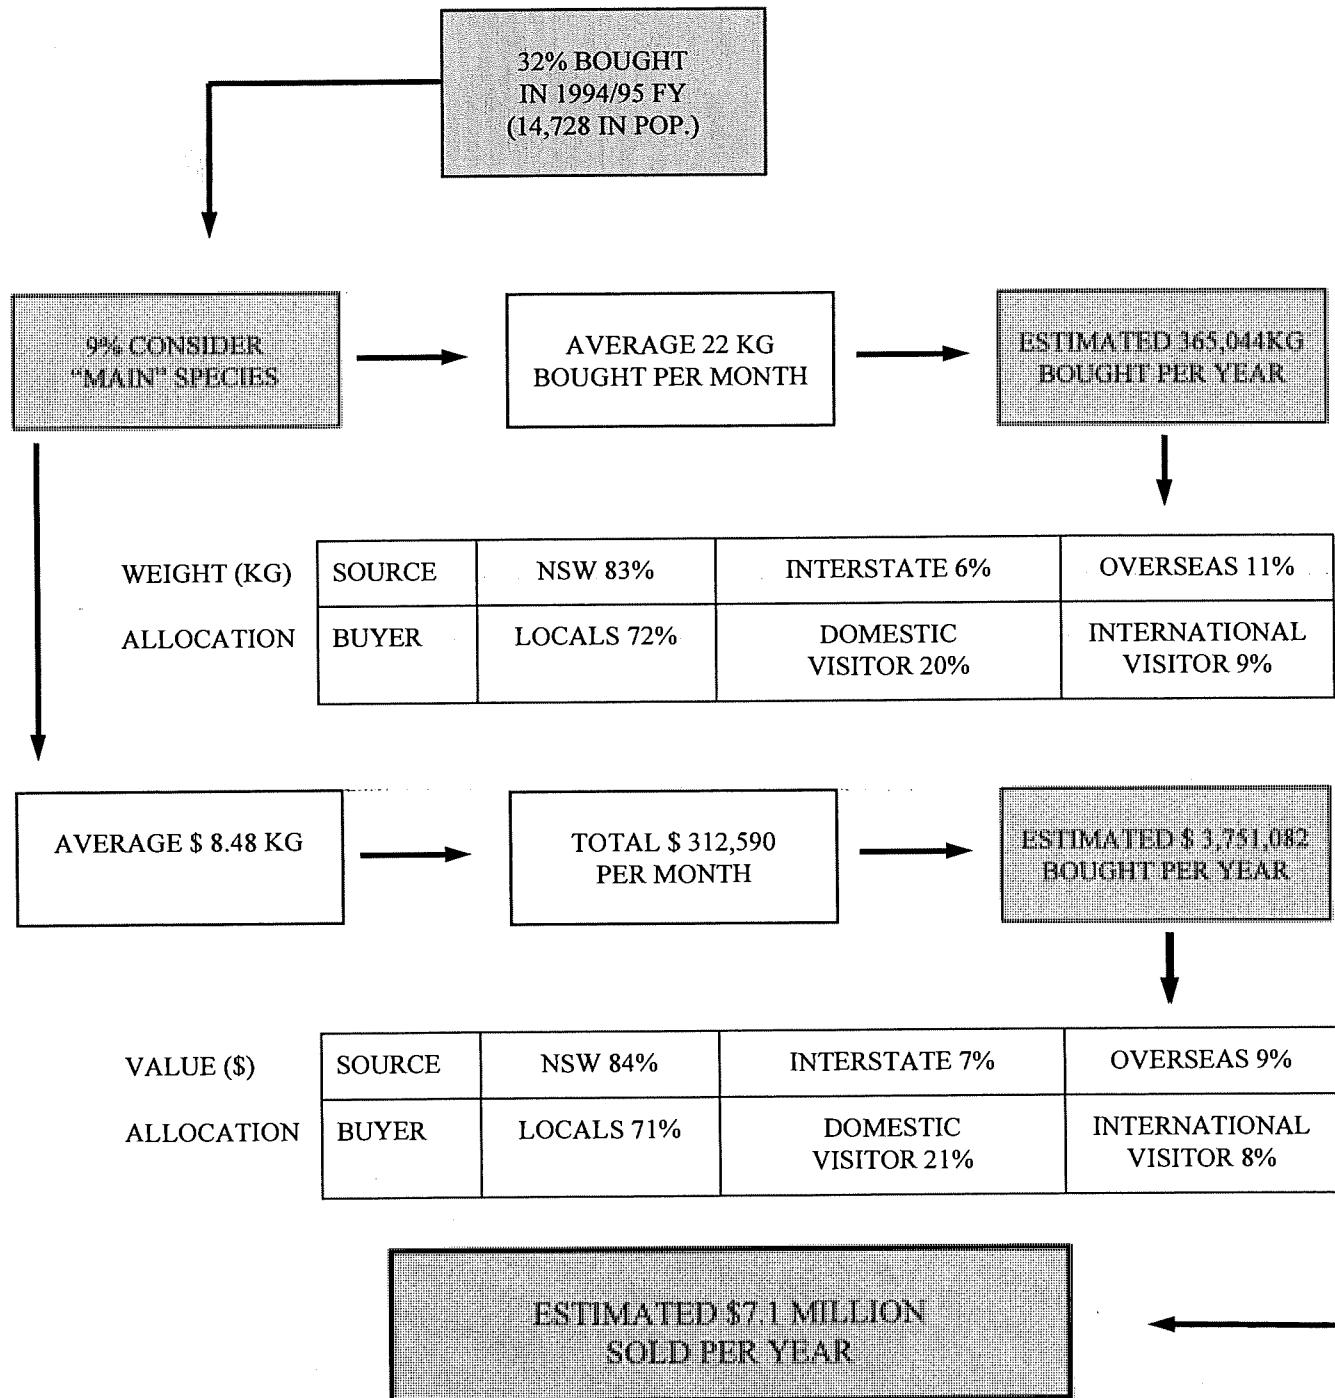 32% BOUGHT
IN 1994/95 FY
(14,728 IN POP.)
9% CONSIDER
"MAIN" SPECIES
AVERAGE 22 KG
BOUGHT PER MONTH
ESTIMATED 365,044KG
BOUGHT PER YEAR
WEIGHT (KG)
SOURCE
NSW 83%
INTERSTATE 6%
OVERSEAS 11%
ALLOCATION
BUYER
LOCALS 72%
DOMESTIC
VISITOR 20%
INTERNATIONAL
VISITOR 9%
AVERAGE $ 8.48 KG
TOTAL $ 312,590
PER MONTH
ESTIMATED $ 3,751,082
BOUGHT PER YEAR
VALUE ($)
SOURCE
NSW 84%
INTERSTATE 7%
OVERSEAS 9%
ALLOCATION
BUYER
LOCALS 71%
DOMESTIC
VISITOR 21%
INTERNATIONAL
VISITOR 8%
ESTIMATED $7.1 MILLION
SOLD PER YEAR